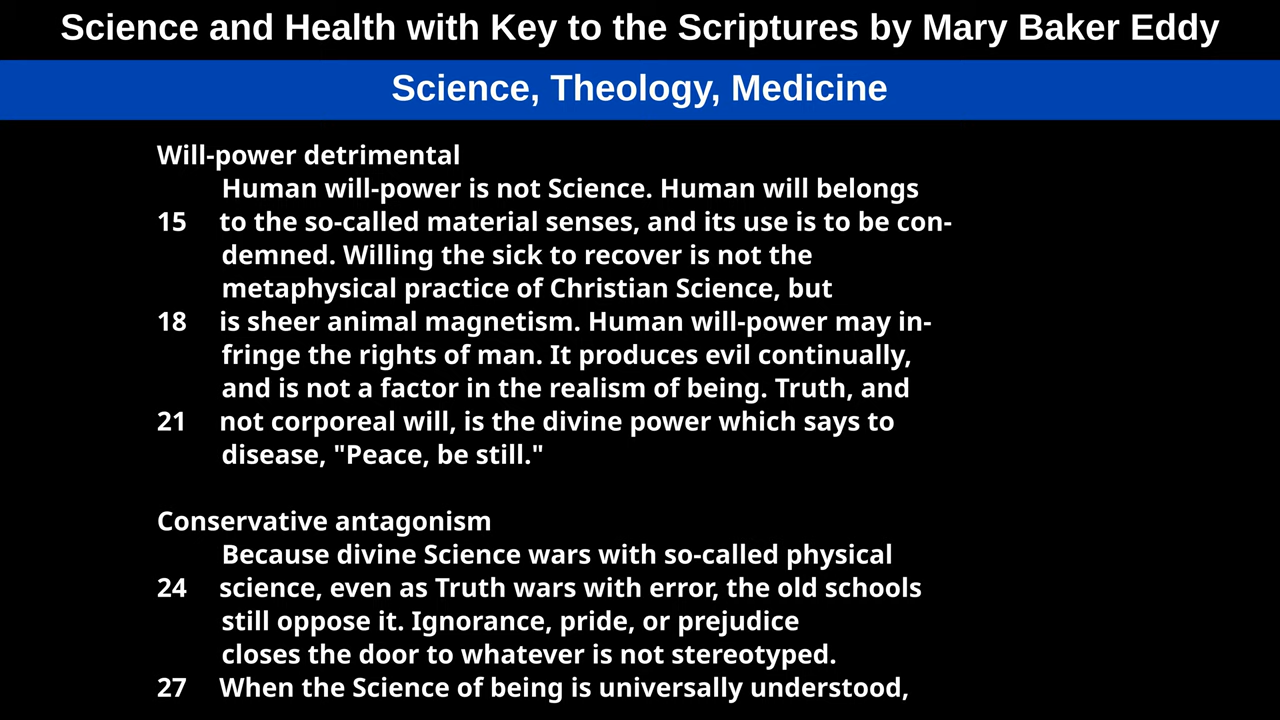 Science and Health with Key to the Scriptures by Mary Baker Eddy
Science, Theology, Medicine
Will-power detrimental
Human will-power is not Science. Human will belongs
15 to the so-called material senses, and its use is to be con-
demned. Willing the sick to recover is not the
metaphysical practice of Christian Science, but
18 is sheer animal magnetism. Human will-power may in-
fringe the rights of man. It produces evil continually,
and is not a factor in the realism of being. Truth, and
21 not corporeal will, is the divine power which says to
disease, "Peace, be still."
Conservative antagonism
Because divine Science wars with so-called physical
24 science, even as Truth wars with error, the old schools
still oppose it. Ignorance, pride, or prejudice
closes the door to whatever is not stereotyped.
27 When the Science of being is universally understood,